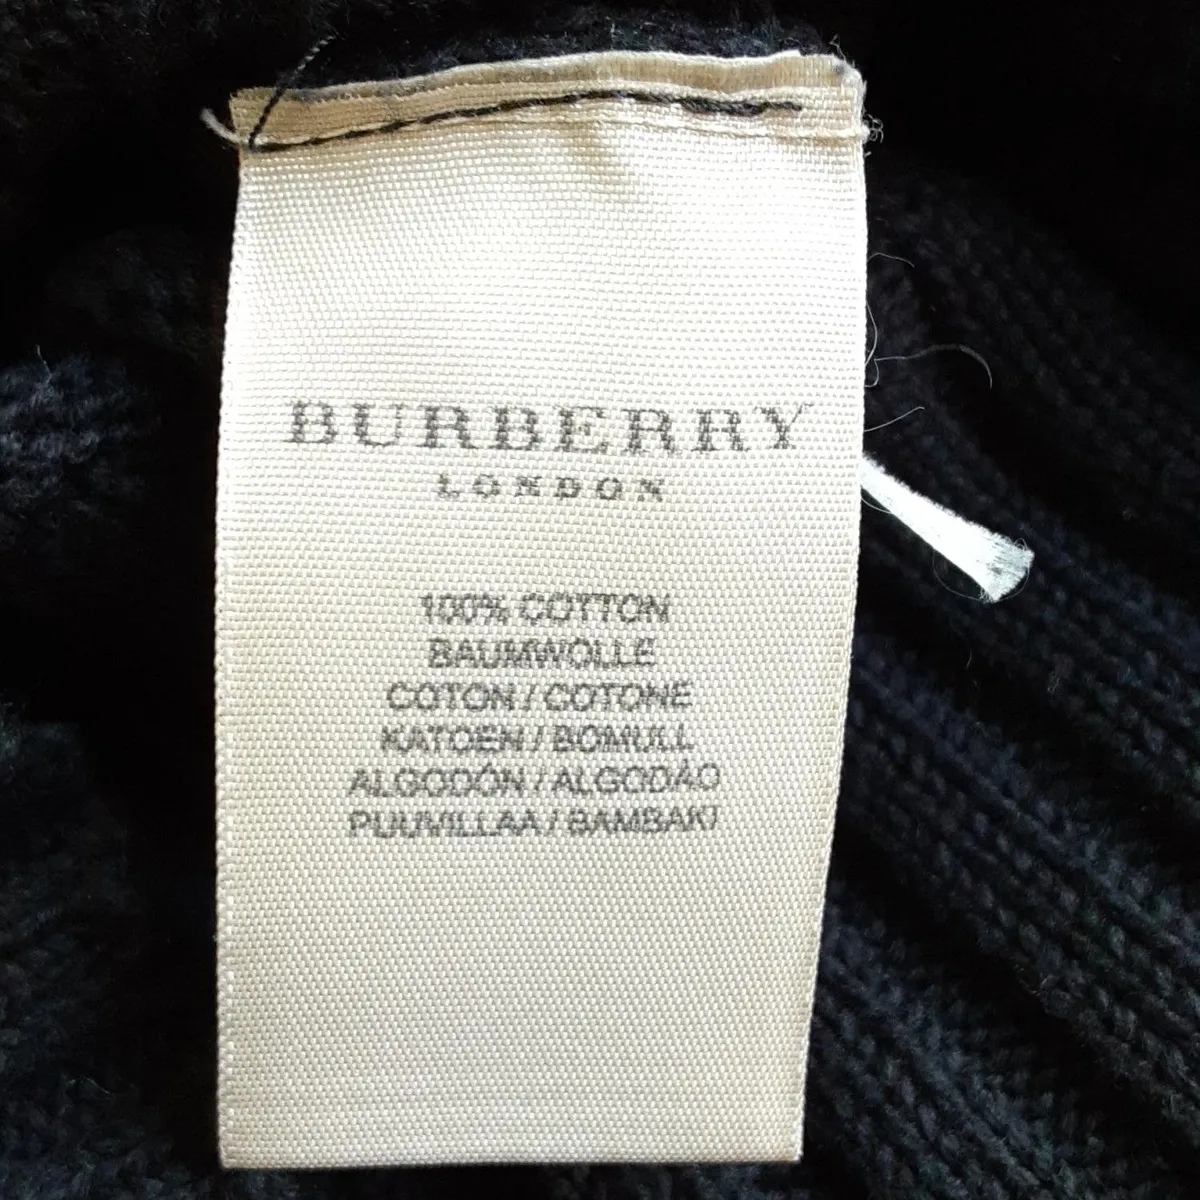 BURBERRY
LONDON
100% COTTON
BAUMWOLLE
COTON / COTONE
KATOEN / BOMULL
ALGODÓN / ALGODÃO
PUUVILLAA / BAMBAKI